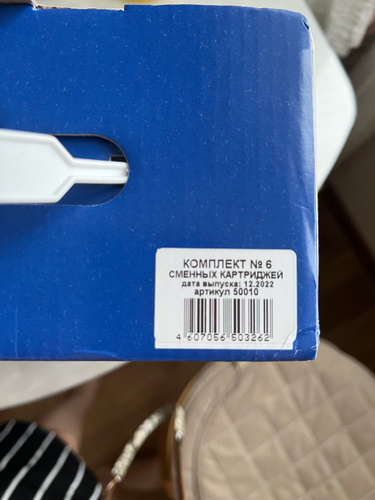 КОМПЛЕКТ № 6
СМЕННЫХ КАРТРИДЖЕЙ
дата выпуска: 12.2022
артикул 50010
4 607056 503262